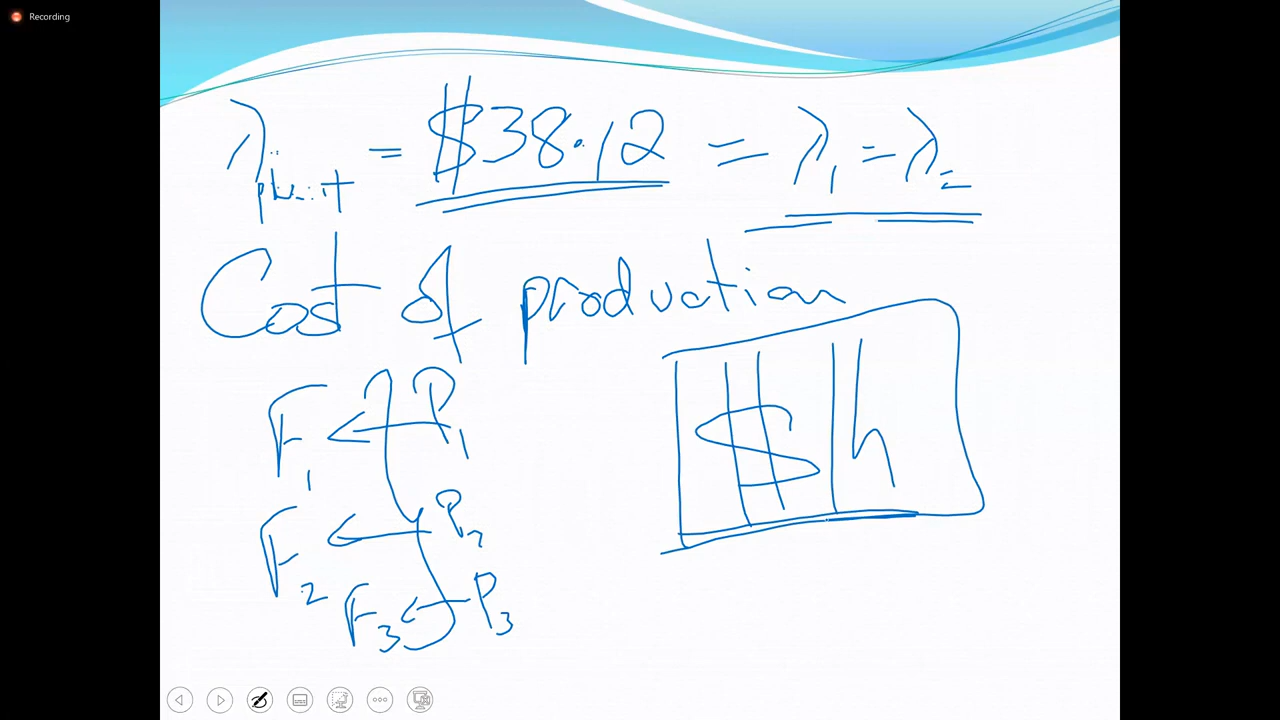 Recording
λplant = $38.12 = λ1 = λ2
Cost of production
F1 ← P1
$ | h
F2 ← P2
F3 ← P3